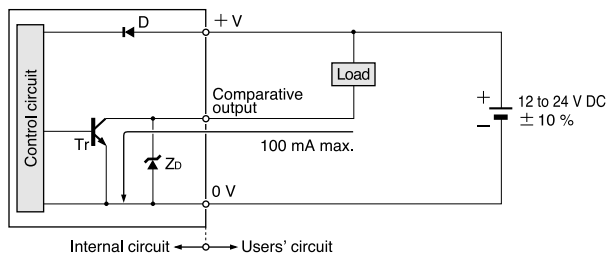 D
+ V
Control circuit
Load
Comparative
output
+
12 to 24 V DC
− ± 10 %
Tr
100 mA max.
ZD
0 V
Internal circuit
Users' circuit